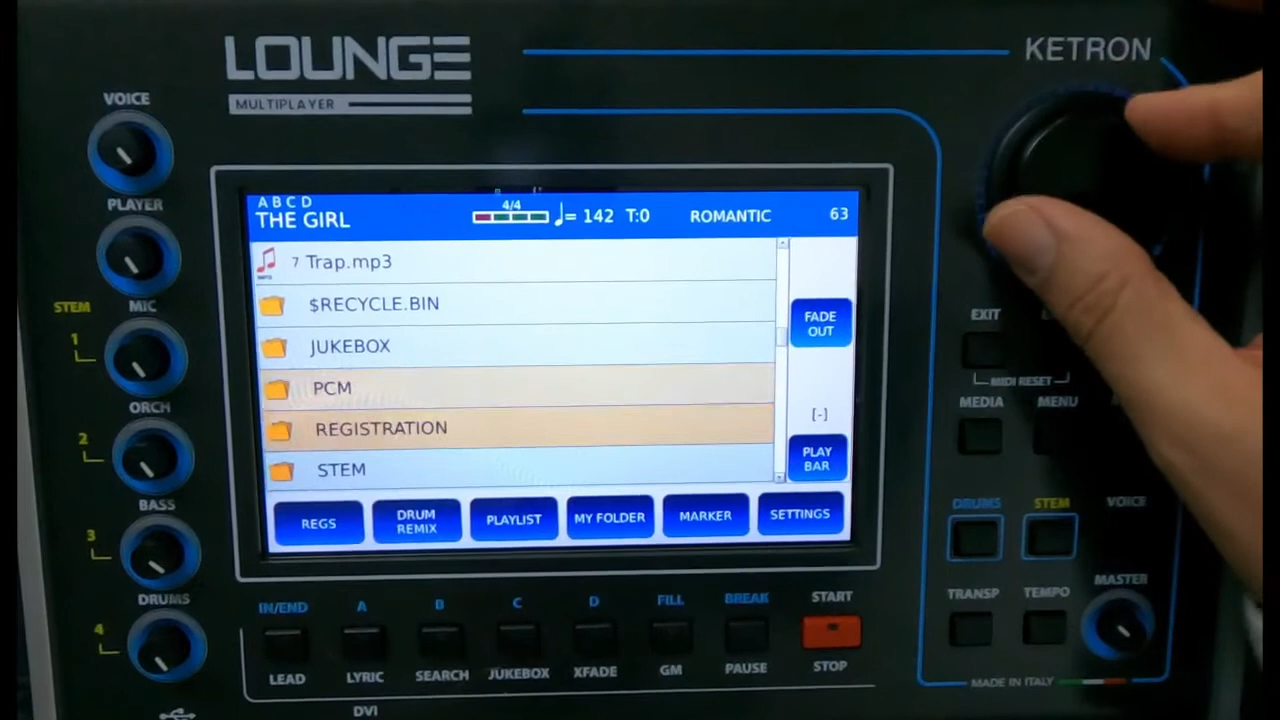 LOUNGE
KETRON
MULTIPLAYER
VOICE
PLAYER
STEM
MIC
1
ORCH
2
BASS
3
DRUMS
4
A B C D
THE GIRL
4/4
= 142 T:0
ROMANTIC
63
7 Trap.mp3
$RECYCLE.BIN
JUKEBOX
PCM
REGISTRATION
STEM
FADE
OUT
[-]
PLAY
BAR
REGS
DRUM
REMIX
PLAYLIST
MY FOLDER
MARKER
SETTINGS
EXIT
MIDI RESET
MEDIA
MENU
DRUMS
STEM
VOICE
TRANSP
TEMPO
MASTER
IN/END
A
B
C
D
FILL
BREAK
START
LEAD
LYRIC
SEARCH
JUKEBOX
XFADE
GM
PAUSE
STOP
MADE IN ITALY
DVI